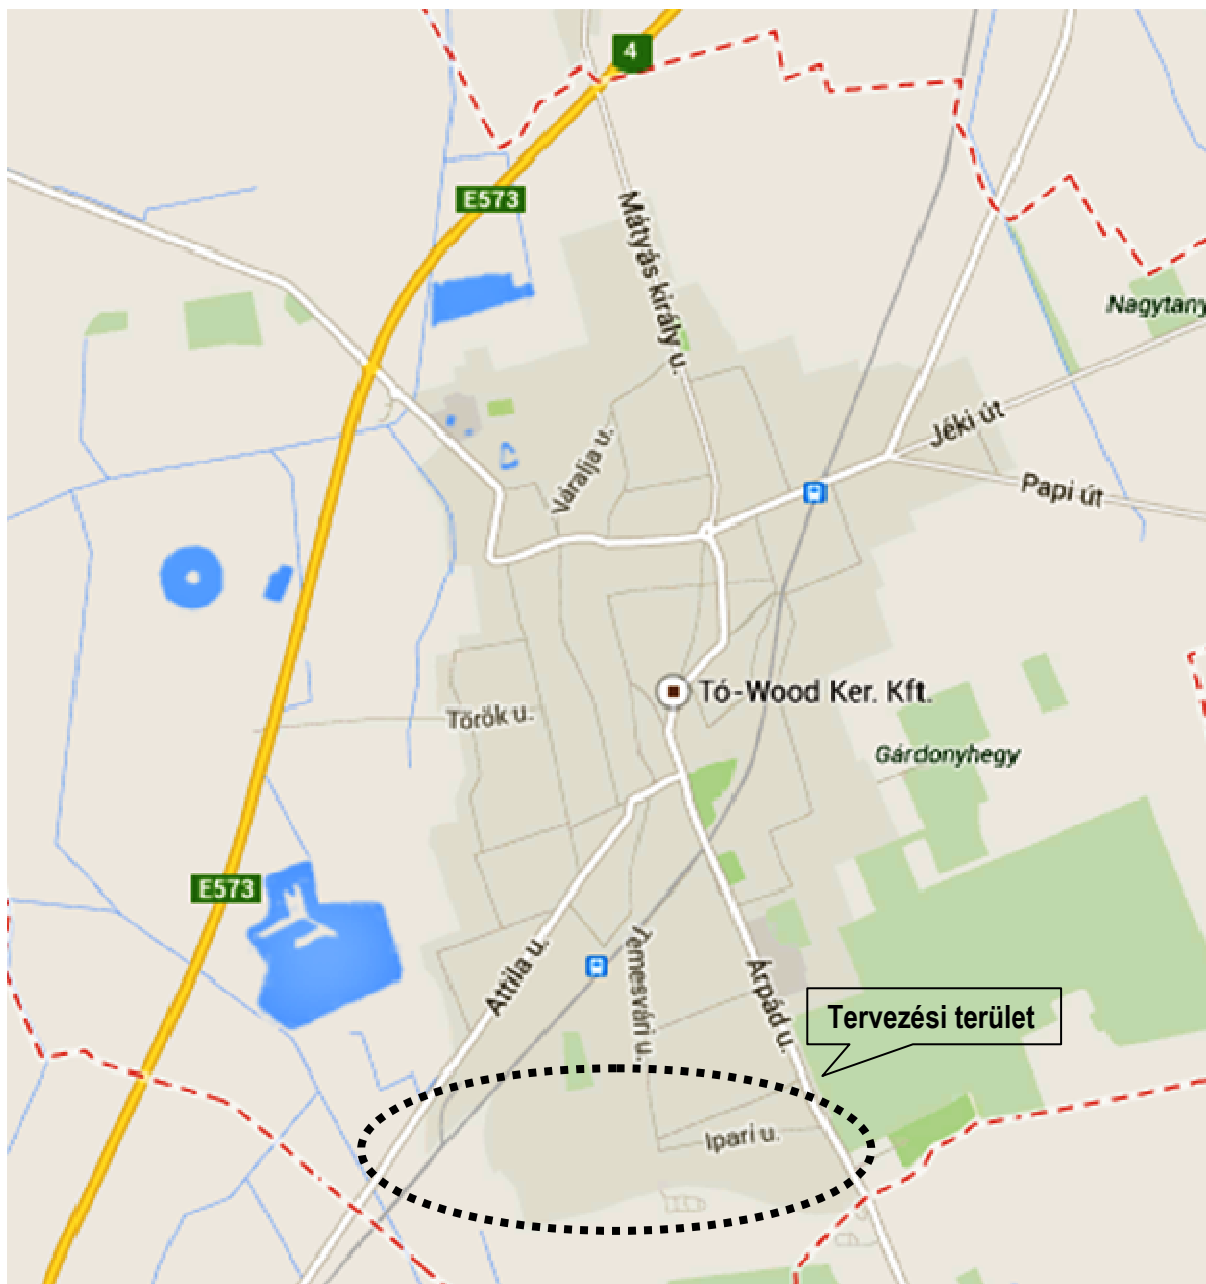 4
E573
Mátyás király u.
Nagytany
Jéki út
Váralja u.
Papi út
Tó-Wood Ker. Kft.
Török u.
Gárdonyhegy
E573
Attila u.
Temesvári u.
Árpád u.
Tervezési terület
Ipari u.